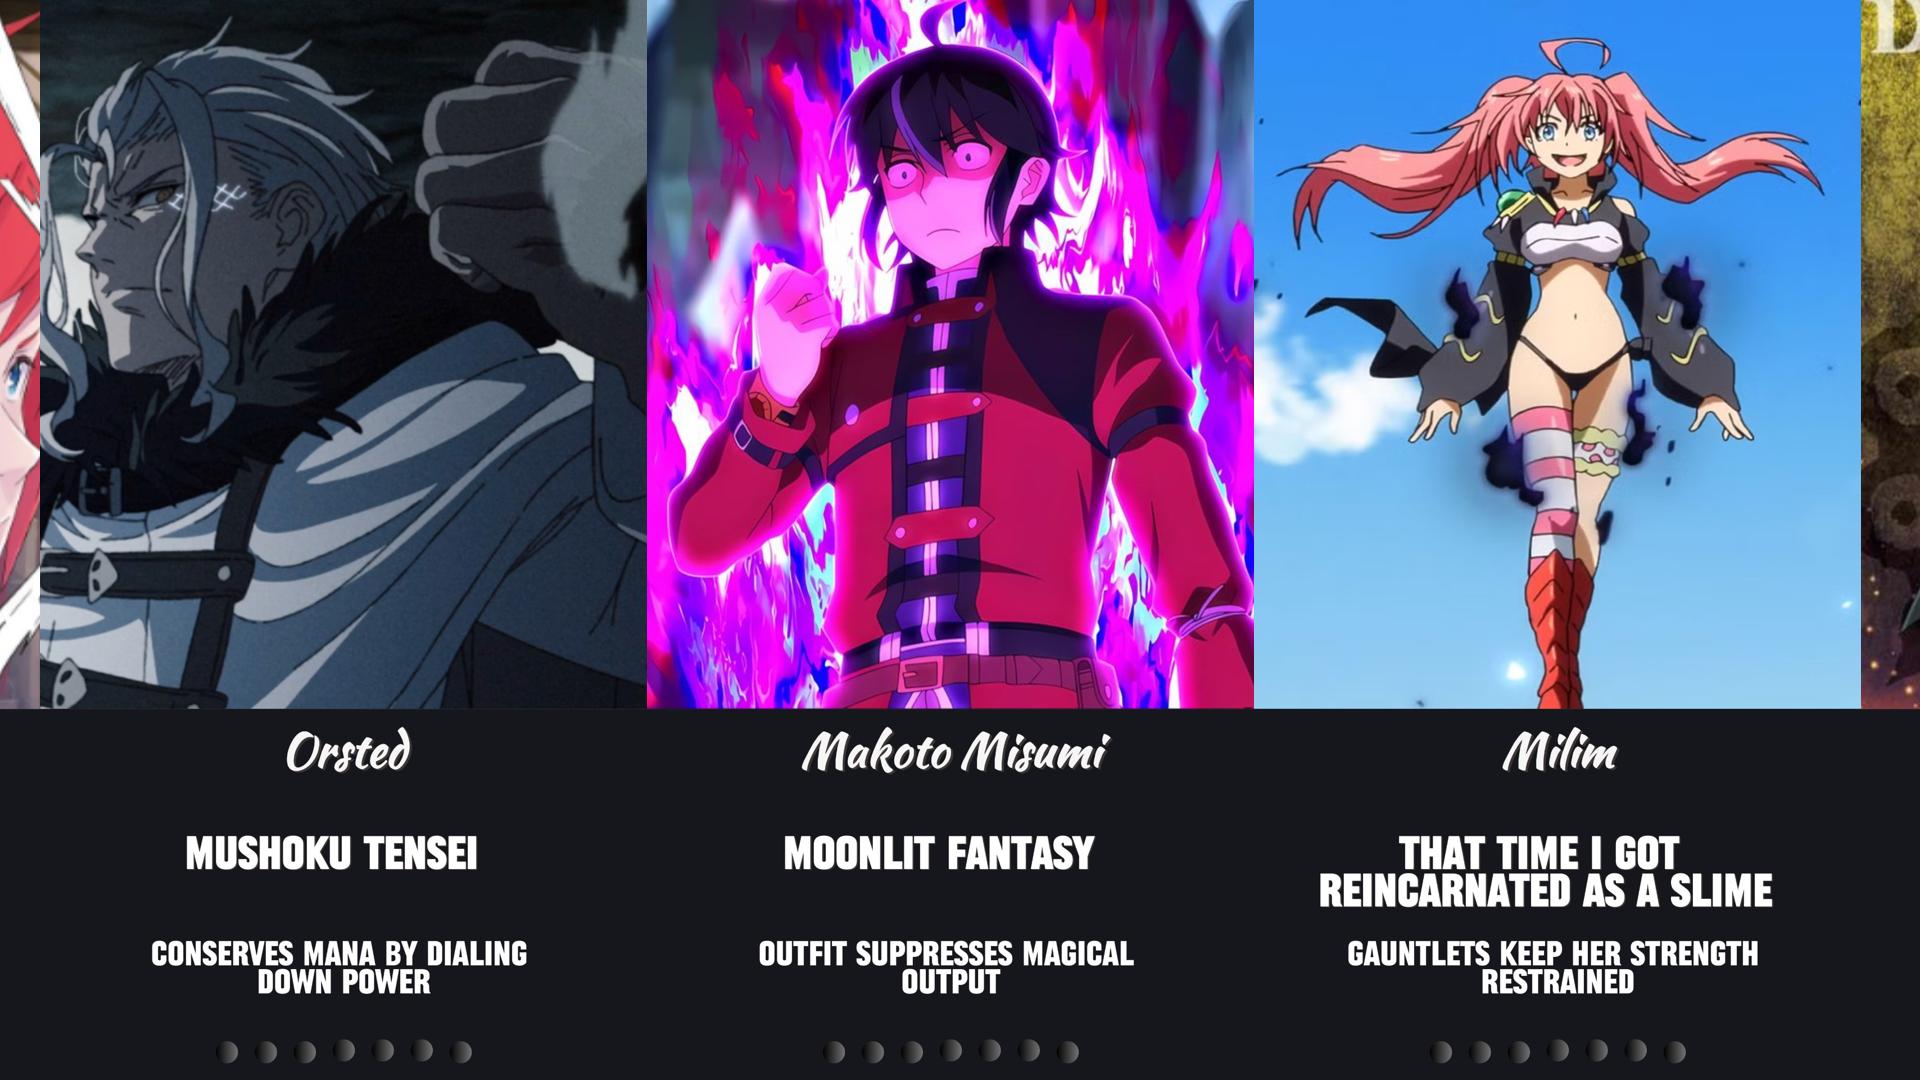 Orsted
MUSHOKU TENSEI
CONSERVES MANA BY DIALING
DOWN POWER
Makoto Misumi
MOONLIT FANTASY
OUTFIT SUPPRESSES MAGICAL
OUTPUT
Milim
THAT TIME I GOT
REINCARNATED AS A SLIME
GAUNTLETS KEEP HER STRENGTH
RESTRAINED